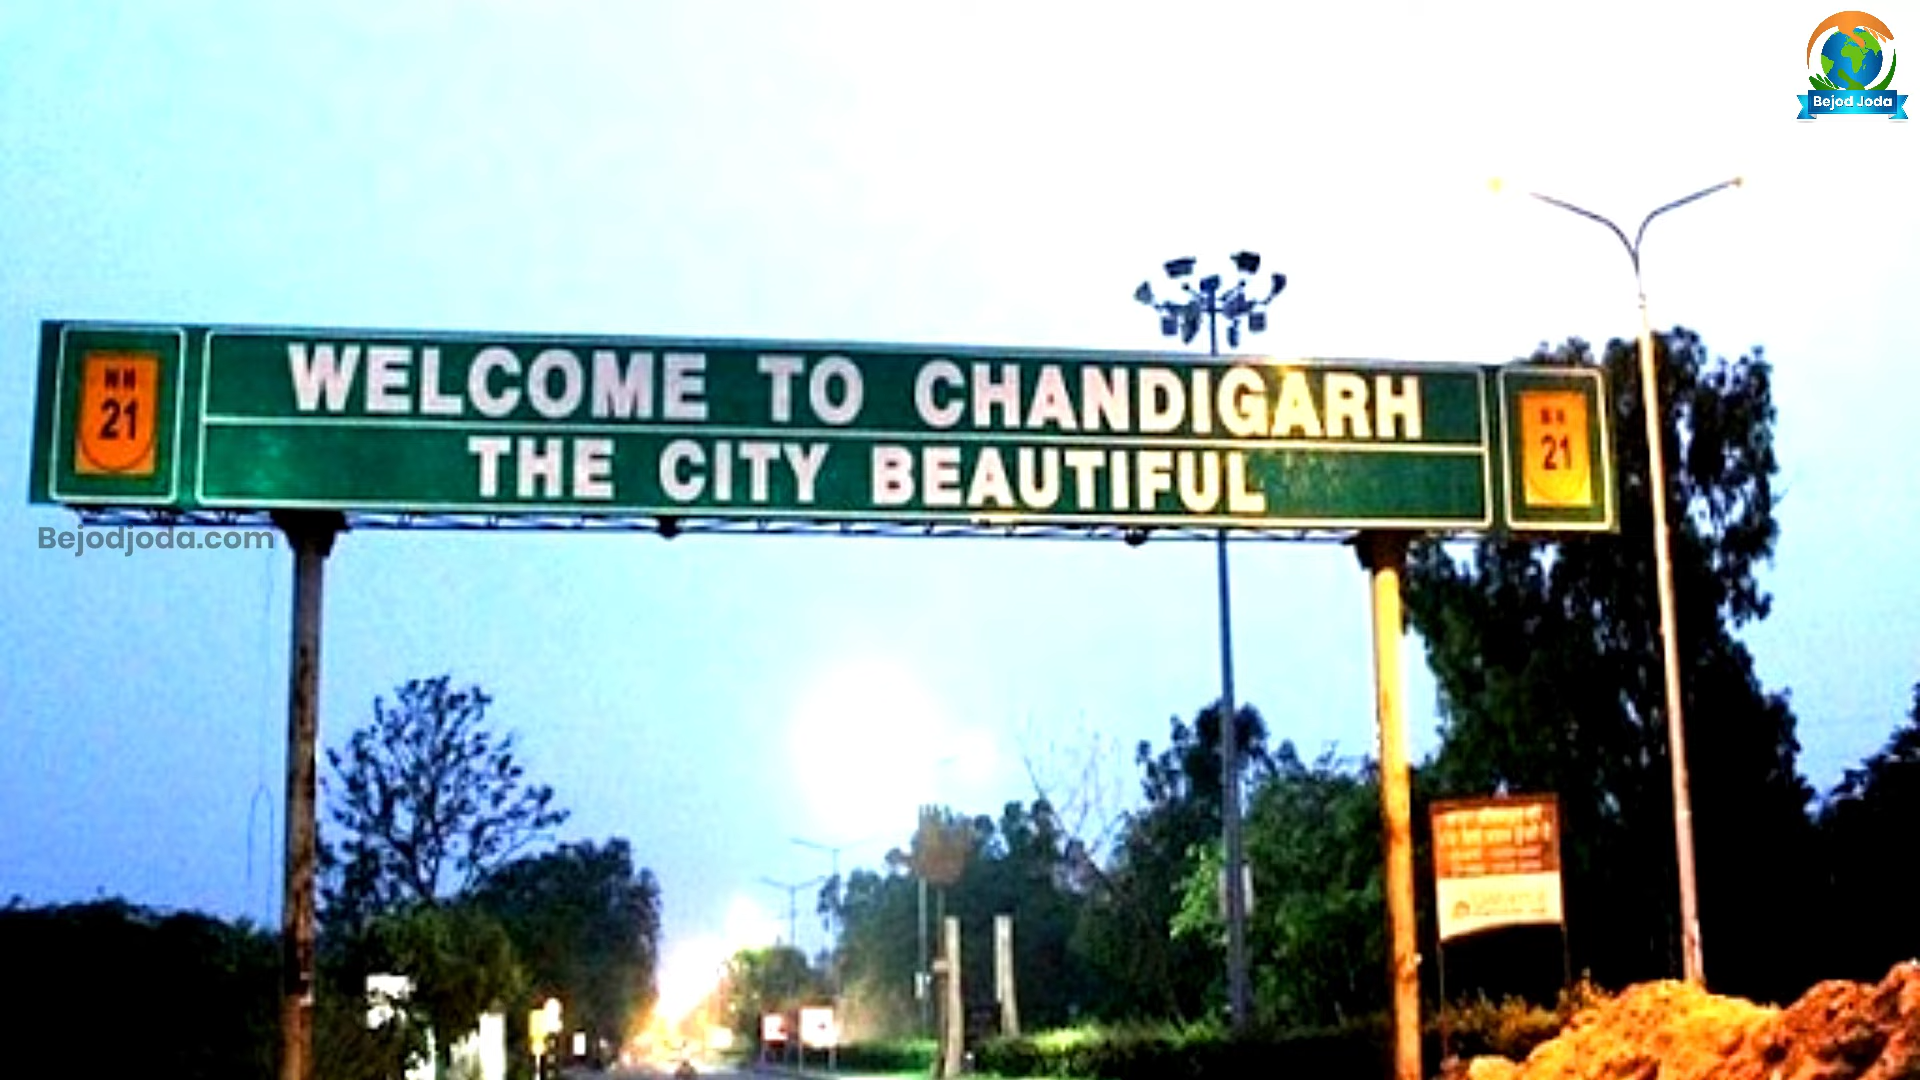 Bejod Joda
NH
21
WELCOME TO CHANDIGARH
THE CITY BEAUTIFUL
NH
21
Bejodjoda.com